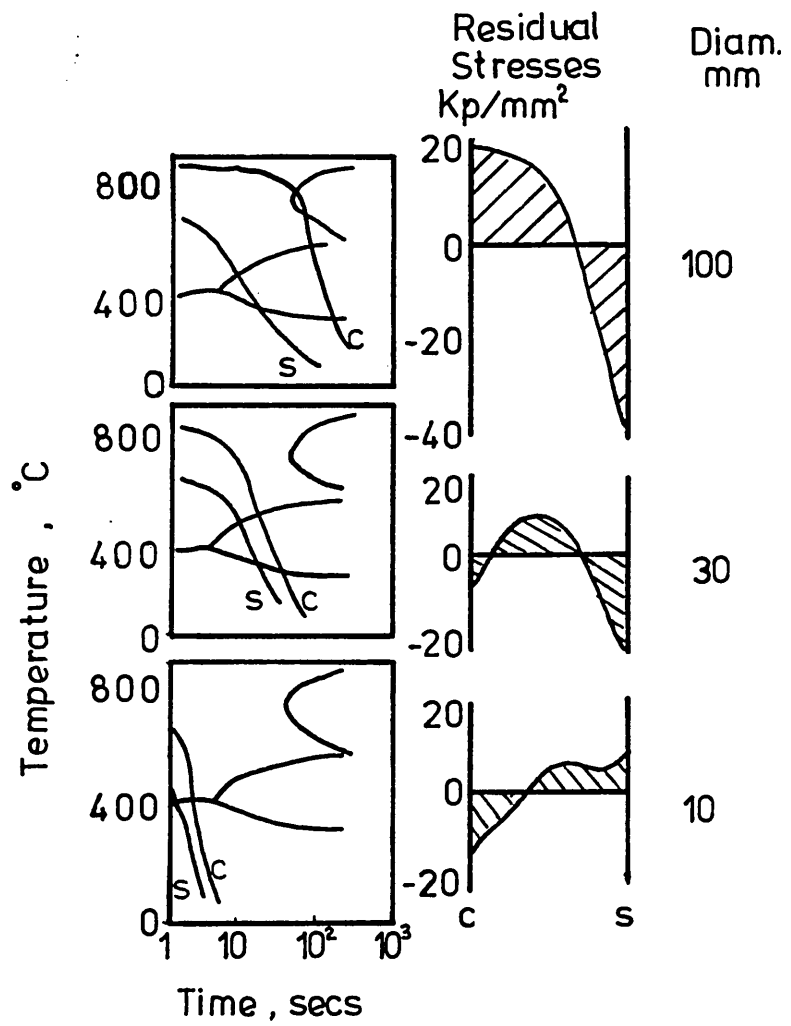 Residual
Stresses
Kp/mm²
Diam.
mm
Temperature, °C
800
400
0
S
C
20
0
-20
-40
100
800
400
0
S
C
20
0
-20
30
800
400
0
S
C
20
0
-20
10
1 10 10² 10³
C S
Time, secs